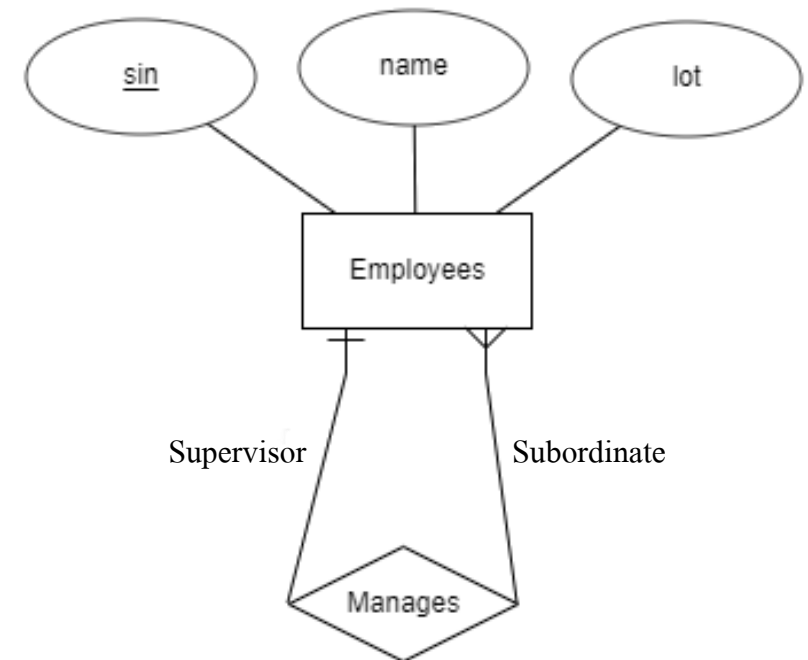 sin
name
lot
Employees
Supervisor
Subordinate
Manages